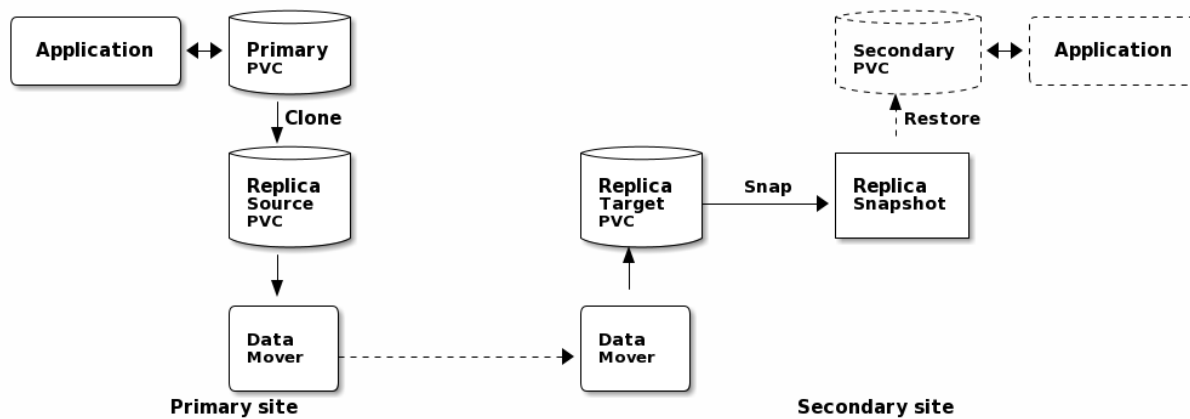 Application
Primary
PVC
Secondary
PVC
Application
Clone
Restore
Replica
Source
PVC
Replica
Target
PVC
Snap
Replica
Snapshot
Data
Mover
Data
Mover
Primary site
Secondary site